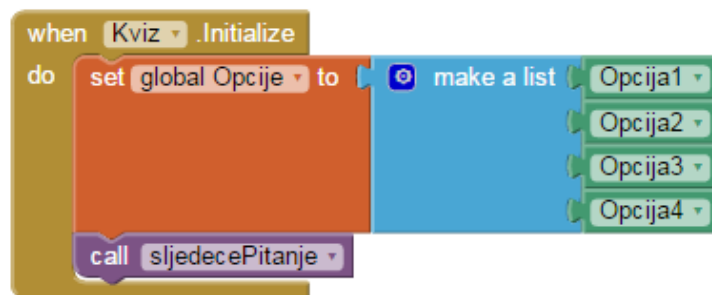 when Kviz .Initialize
do set global Opcije to make a list Opcija1
Opcija2
Opcija3
Opcija4
call sljedecePitanje